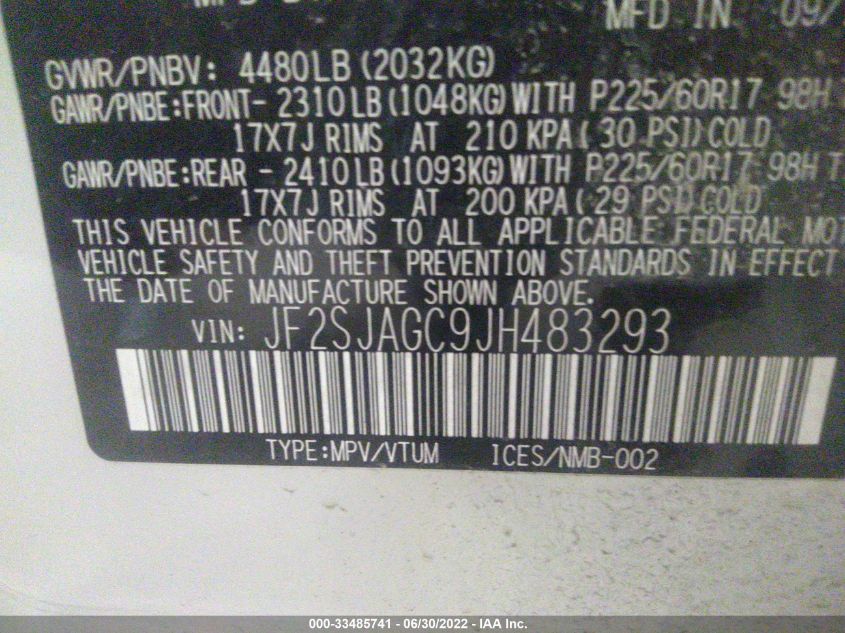 MFD IN 09/
GVWR/PNBV: 4480LB (2032KG)
GAWR/PNBE:FRONT- 2310LB (1048KG) WITH P225/60R17 98H
17X7J RIMS AT 210 KPA( 30 PSI) COLD
GAWR/PNBE:REAR - 2410LB (1093KG) WITH P225/60R17 98H T
17X7J RIMS AT 200 KPA( 29 PSI) COLD
THIS VEHICLE CONFORMS TO ALL APPLICABLE FEDERAL MOT
VEHICLE SAFETY AND THEFT PREVENTION STANDARDS IN EFFECT
THE DATE OF MANUFACTURE SHOWN ABOVE.
VIN: JF2SJAGC9JH483293
TYPE:MPV/VTUM ICES/NMB-002
000-33485741 - 06/30/2022 - IAA Inc.